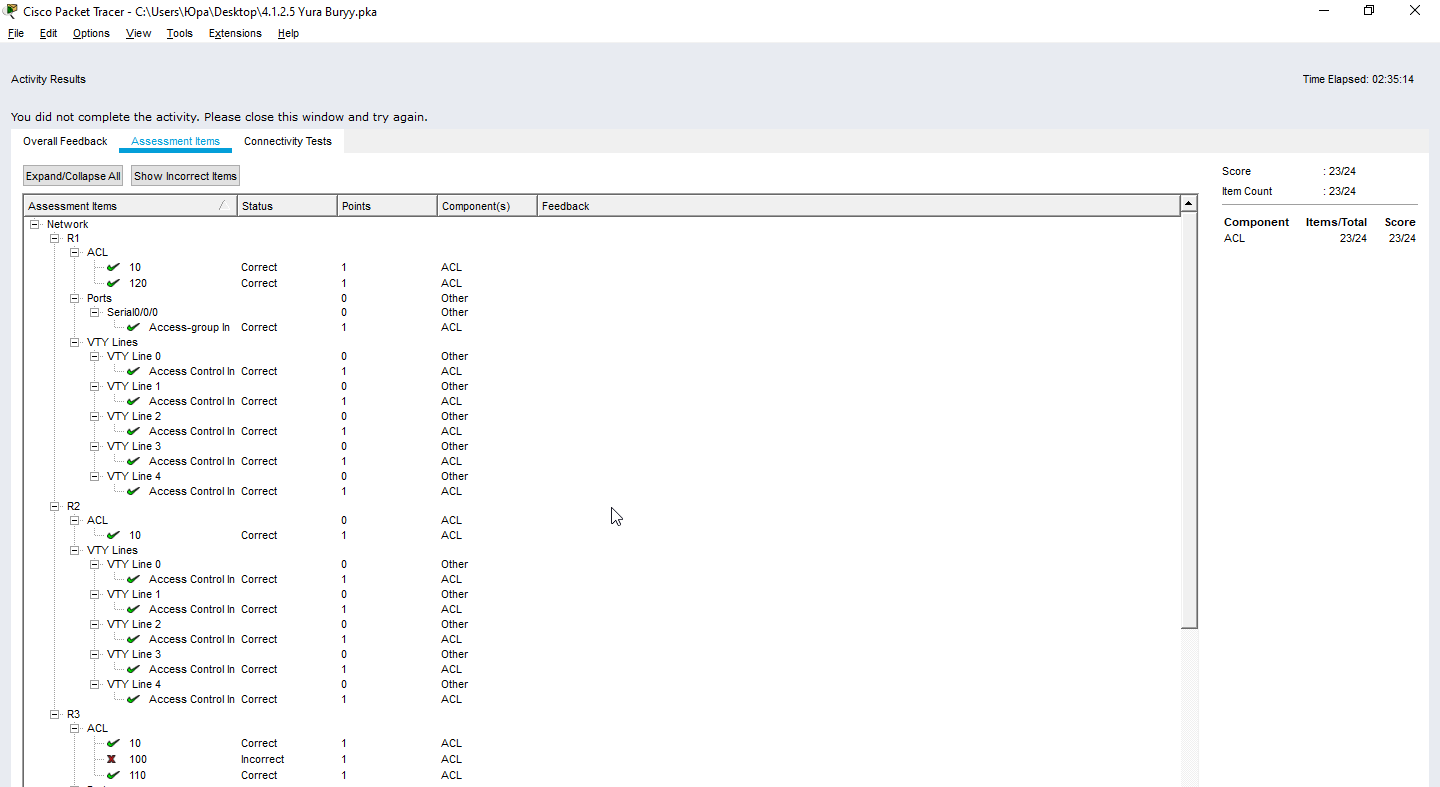 Cisco Packet Tracer - C:\Users\Юра\Desktop\4.1.2.5 Yura Buryy.pka
File Edit Options View Tools Extensions Help
Activity Results
Time Elapsed: 02:35:14
You did not complete the activity. Please close this window and try again.
Overall Feedback Assessment Items Connectivity Tests
Expand/Collapse All Show Incorrect Items
Score : 23/24
Item Count : 23/24
Component Items/Total Score
ACL 23/24 23/24
Assessment Items Status Points Component(s) Feedback
Network
R1
ACL
10 Correct 1 ACL
120 Correct 1 ACL
Ports 0 Other
Serial0/0/0 0 Other
Access-group In Correct 1 ACL
VTY Lines
VTY Line 0 0 Other
Access Control In Correct 1 ACL
VTY Line 1 0 Other
Access Control In Correct 1 ACL
VTY Line 2 0 Other
Access Control In Correct 1 ACL
VTY Line 3 0 Other
Access Control In Correct 1 ACL
VTY Line 4 0 Other
Access Control In Correct 1 ACL
R2
ACL 0 ACL
10 Correct 1 ACL
VTY Lines
VTY Line 0 0 Other
Access Control In Correct 1 ACL
VTY Line 1 0 Other
Access Control In Correct 1 ACL
VTY Line 2 0 Other
Access Control In Correct 1 ACL
VTY Line 3 0 Other
Access Control In Correct 1 ACL
VTY Line 4 0 Other
Access Control In Correct 1 ACL
R3
ACL
10 Correct 1 ACL
100 Incorrect 1 ACL
110 Correct 1 ACL